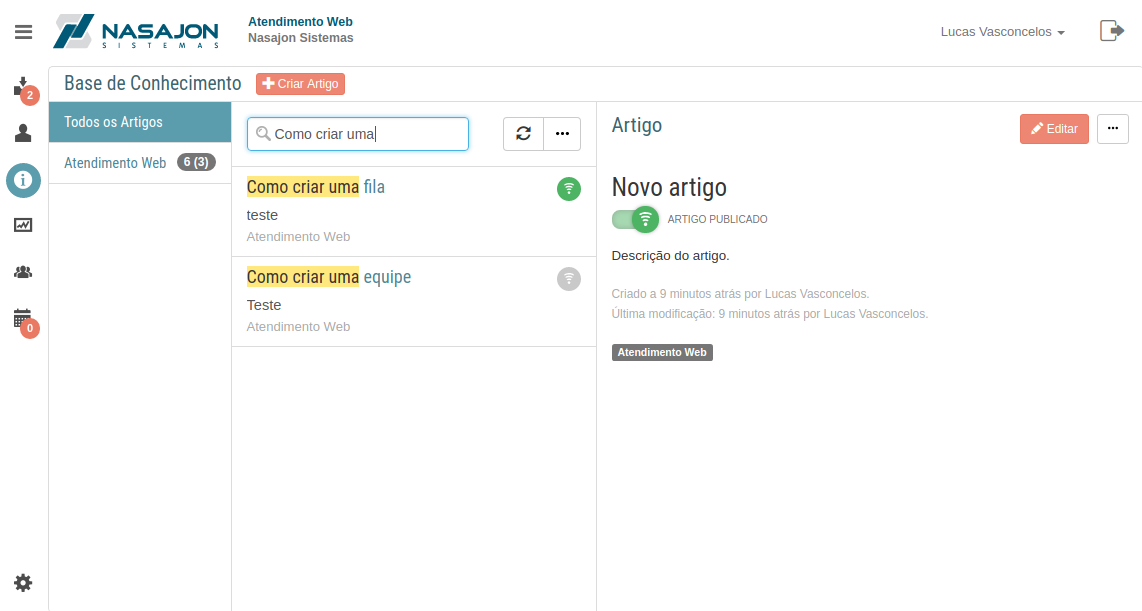 NASAJON
SISTEMAS
Atendimento Web
Nasajon Sistemas
Lucas Vasconcelos
2
0
Base de Conhecimento
Criar Artigo
Todos os Artigos
Atendimento Web 6 (3)
Como criar uma
Como criar uma fila
teste
Atendimento Web
Como criar uma equipe
Teste
Atendimento Web
Artigo
Editar
Novo artigo
ARTIGO PUBLICADO
Descrição do artigo.
Criado a 9 minutos atrás por Lucas Vasconcelos.
Última modificação: 9 minutos atrás por Lucas Vasconcelos.
Atendimento Web